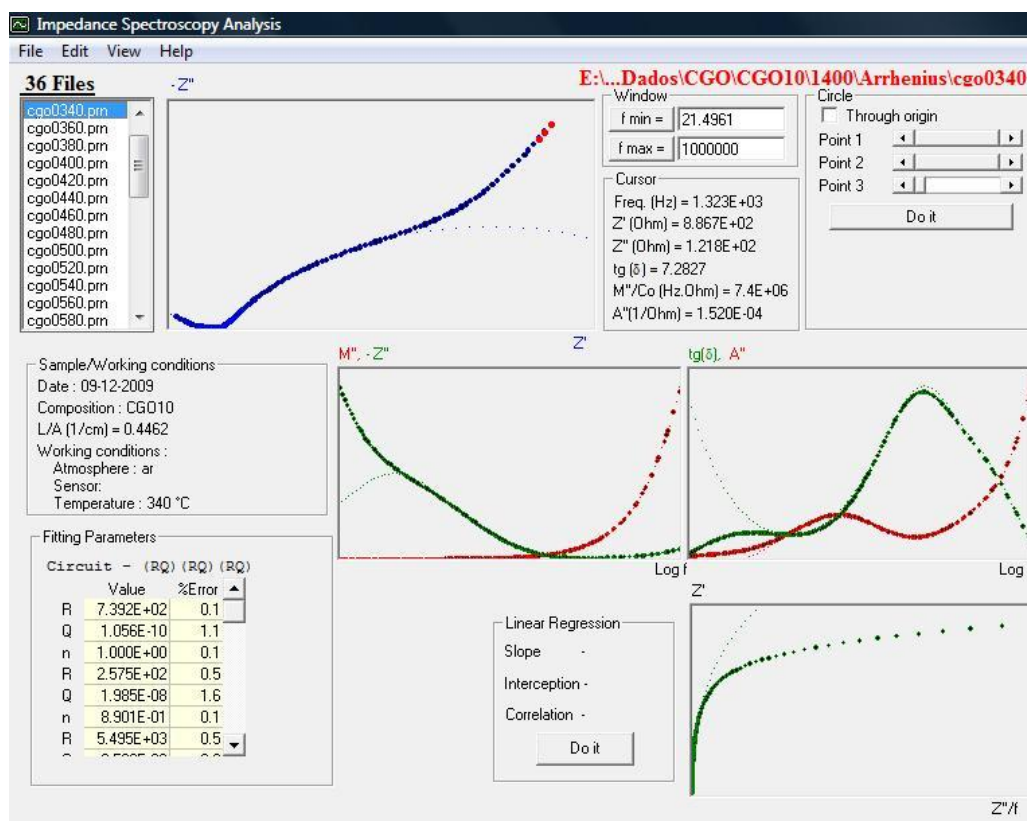 Impedance Spectroscopy Analysis
File Edit View Help
36 Files
cgo0340.prn
cgo0360.prn
cgo0380.prn
cgo0400.prn
cgo0420.prn
cgo0440.prn
cgo0460.prn
cgo0480.prn
cgo0500.prn
cgo0520.prn
cgo0540.prn
cgo0560.prn
cgo0580.prn
- Z"
Z'
E:\...Dados\CGO\CGO10\1400\Arrhenius\cgo0340
Window
f min = 21.4961
f max = 1000000
Cursor
Freq. (Hz) = 1.323E+03
Z' (Ohm) = 8.867E+02
Z" (Ohm) = 1.218E+02
tg (δ) = 7.2827
M"/Co (Hz.Ohm) = 7.4E+06
A"(1/Ohm) = 1.520E-04
Circle
Through origin
Point 1
Point 2
Point 3
Do it
Sample/Working conditions
Date : 09-12-2009
Composition : CGO10
L/A (1/cm) = 0.4462
Working conditions :
Atmosphere : ar
Sensor:
Temperature : 340 °C
M", - Z"
Log f
tg(δ), A"
Log
Fitting Parameters
Circuit - (RQ)(RQ)(RQ)
Value %Error
R 7.392E+02 0.1
Q 1.056E-10 1.1
n 1.000E+00 0.1
R 2.575E+02 0.5
Q 1.985E-08 1.6
n 8.901E-01 0.1
R 5.495E+03 0.5
Linear Regression
Slope -
Interception -
Correlation -
Do it
Z'
Z"/f